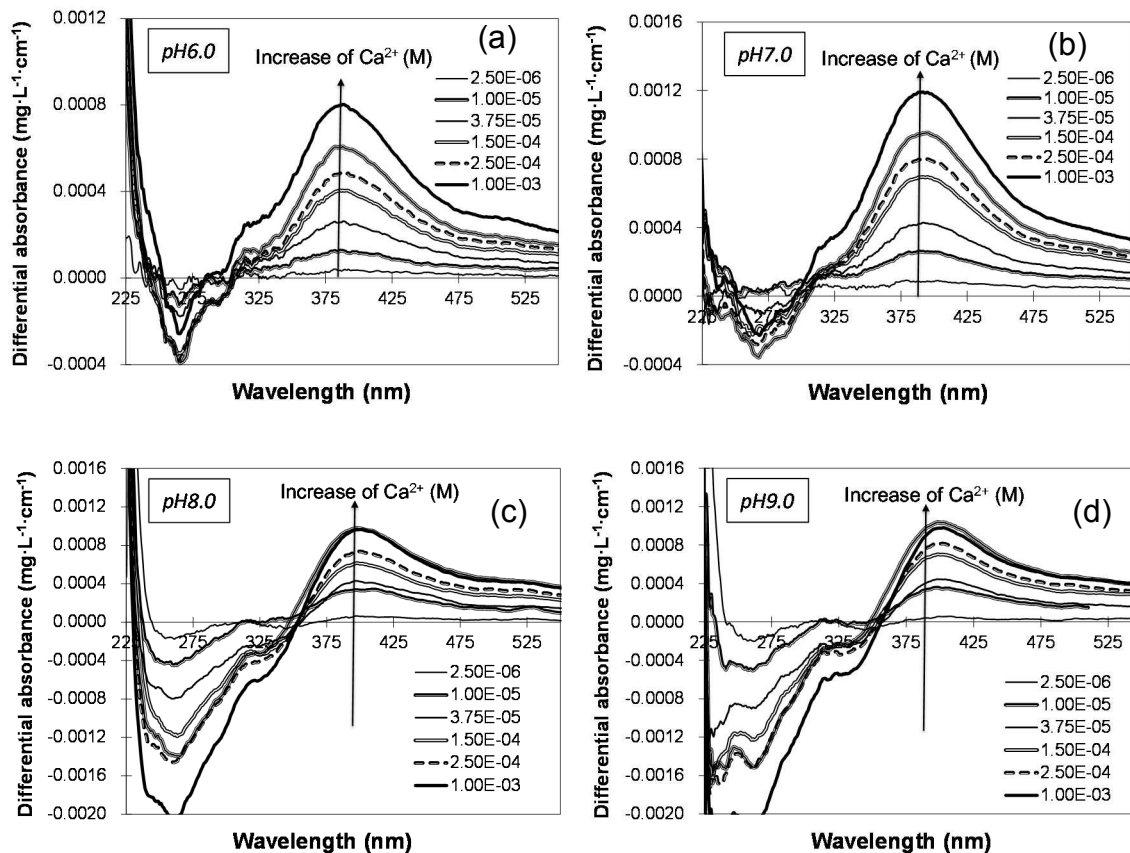 (a)
pH6.0
Increase of Ca²⁺ (M)
2.50E-06
1.00E-05
3.75E-05
1.50E-04
2.50E-04
1.00E-03
0.0012
0.0008
0.0004
0.0000
-0.0004
225 275 325 375 425 475 525
Differential absorbance (mg·L⁻¹·cm⁻¹)
Wavelength (nm)
(b)
pH7.0
Increase of Ca²⁺ (M)
2.50E-06
1.00E-05
3.75E-05
1.50E-04
2.50E-04
1.00E-03
0.0016
0.0012
0.0008
0.0004
0.0000
-0.0004
225 275 325 375 425 475 525
Differential absorbance (mg·L⁻¹·cm⁻¹)
Wavelength (nm)
(c)
pH8.0
Increase of Ca²⁺ (M)
2.50E-06
1.00E-05
3.75E-05
1.50E-04
2.50E-04
1.00E-03
0.0016
0.0012
0.0008
0.0004
0.0000
-0.0004
-0.0008
-0.0012
-0.0016
-0.0020
225 275 325 375 425 475 525
Differential absorbance (mg·L⁻¹·cm⁻¹)
Wavelength (nm)
(d)
pH9.0
Increase of Ca²⁺ (M)
2.50E-06
1.00E-05
3.75E-05
1.50E-04
2.50E-04
1.00E-03
0.0016
0.0012
0.0008
0.0004
0.0000
-0.0004
-0.0008
-0.0012
-0.0016
-0.0020
225 275 325 375 425 475 525
Differential absorbance (mg·L⁻¹·cm⁻¹)
Wavelength (nm)